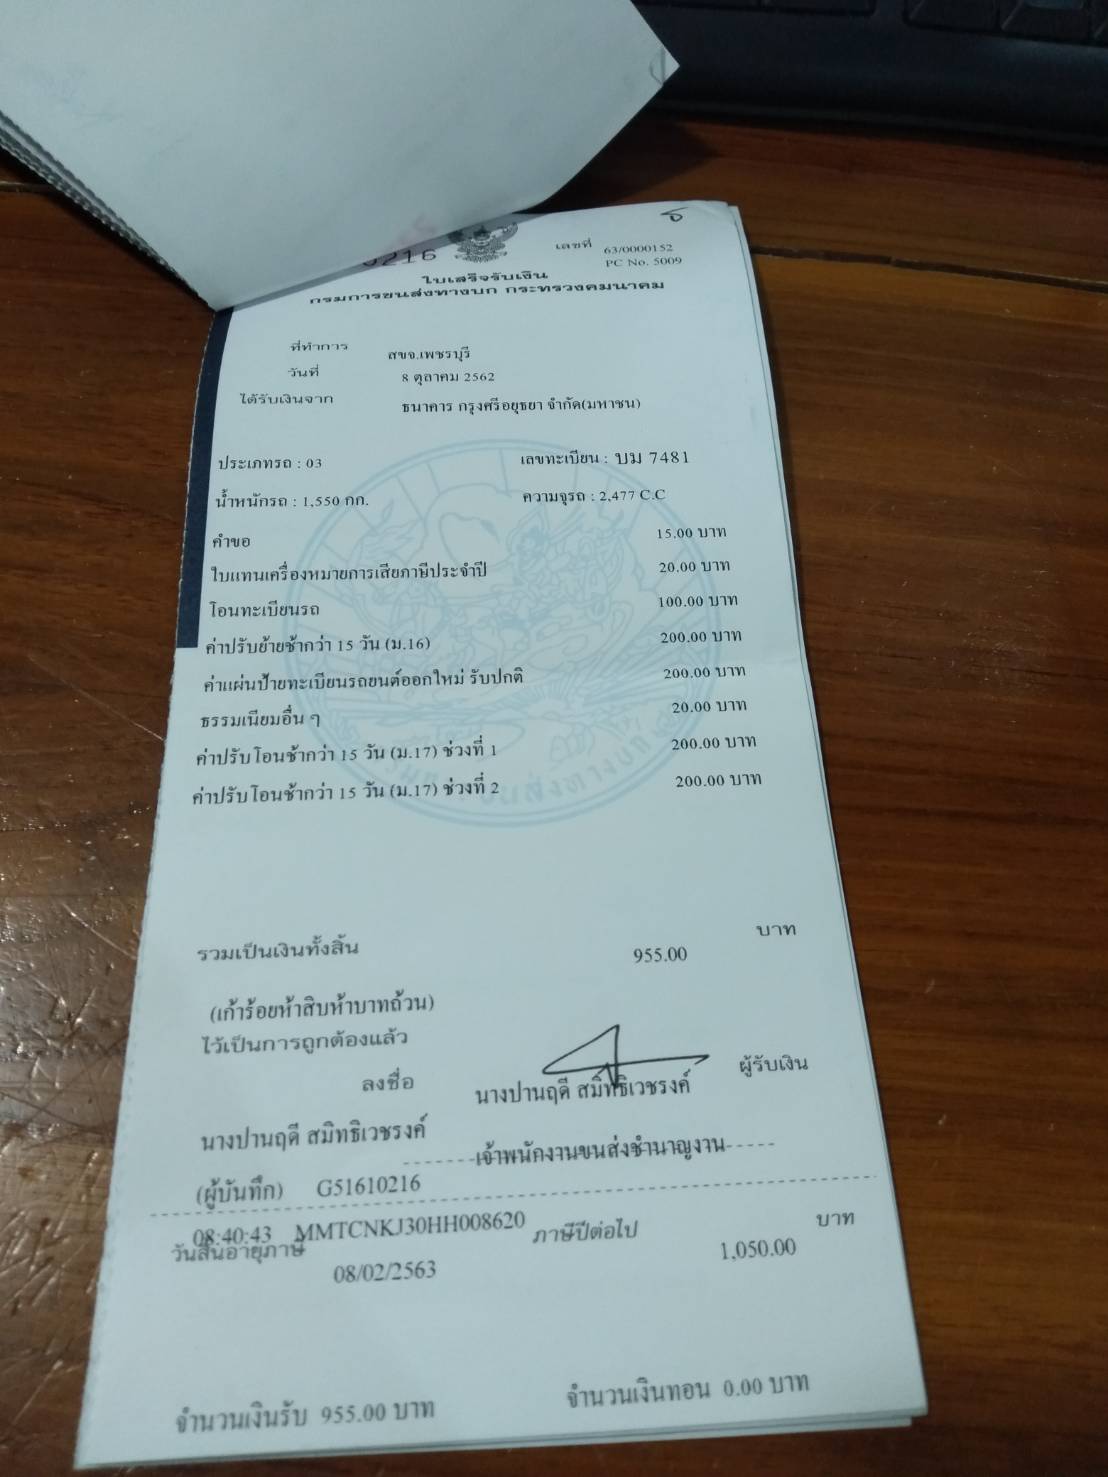 0216
เลขที่ 63/0000152
PC No. 5009
ใบเสร็จรับเงิน
กรมการขนส่งทางบก กระทรวงคมนาคม
ที่ทำการ สขจ.เพชรบุรี
วันที่ 8 ตุลาคม 2562
ได้รับเงินจาก ธนาคาร กรุงศรีอยุธยา จำกัด(มหาชน)
ประเภทรถ : 03 เลขทะเบียน : บม 7481
น้ำหนักรถ : 1,550 กก. ความจุรถ : 2,477 C.C
คำขอ 15.00 บาท
ใบแทนเครื่องหมายการเสียภาษีประจำปี 20.00 บาท
โอนทะเบียนรถ 100.00 บาท
ค่าปรับย้ายช้ากว่า 15 วัน (ม.16) 200.00 บาท
ค่าแผ่นป้ายทะเบียนรถยนต์ออกใหม่ รับปกติ 200.00 บาท
ธรรมเนียมอื่น ๆ 20.00 บาท
ค่าปรับโอนช้ากว่า 15 วัน (ม.17) ช่วงที่ 1 200.00 บาท
ค่าปรับโอนช้ากว่า 15 วัน (ม.17) ช่วงที่ 2 200.00 บาท
รวมเป็นเงินทั้งสิ้น 955.00 บาท
(เก้าร้อยห้าสิบห้าบาทถ้วน)
ไว้เป็นการถูกต้องแล้ว
ลงชื่อ นางปานฤดี สมิทธิเวชรงค์ ผู้รับเงิน
นางปานฤดี สมิทธิเวชรงค์ เจ้าพนักงานขนส่งชำนาญงาน
(ผู้บันทึก) G51610216
08:40:43 MMTCNKJ30HH008620
วันสิ้นอายุภาษี 08/02/2563 ภาษีปีต่อไป 1,050.00 บาท
จำนวนเงินรับ 955.00 บาท จำนวนเงินทอน 0.00 บาท